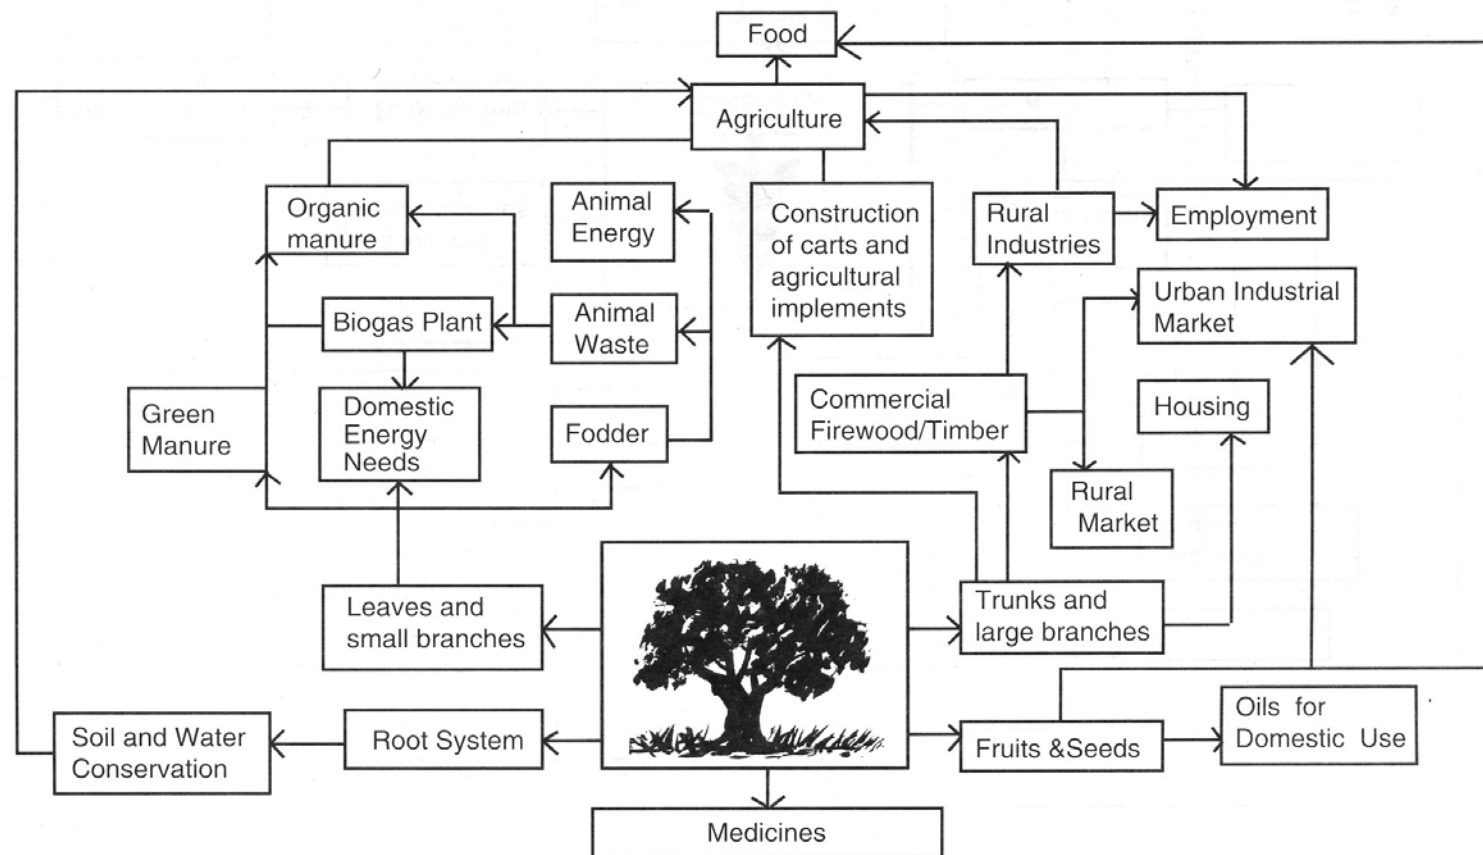 Food
Agriculture
Organic
manure
Animal
Energy
Construction
of carts and
agricultural
implements
Rural
Industries
Employment
Biogas Plant
Animal
Waste
Urban Industrial
Market
Green
Manure
Domestic
Energy
Needs
Fodder
Commercial
Firewood/Timber
Housing
Rural
Market
Leaves and
small branches
Trunks and
large branches
Soil and Water
Conservation
Root System
Fruits &Seeds
Oils for
Domestic Use
Medicines